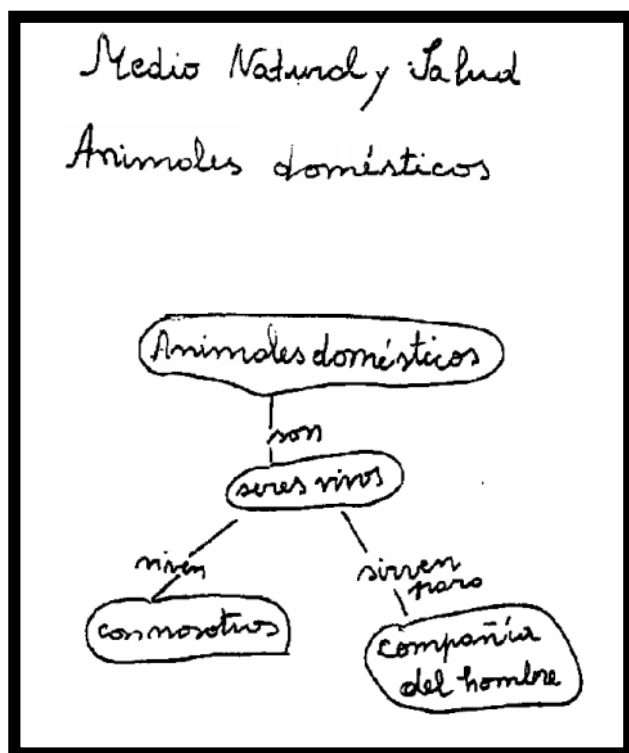 Medio Natural y Salud
Animales domésticos
Animales domésticos
son
seres vivos
viven
sirven
para
con nosotros
compañía
del hombre